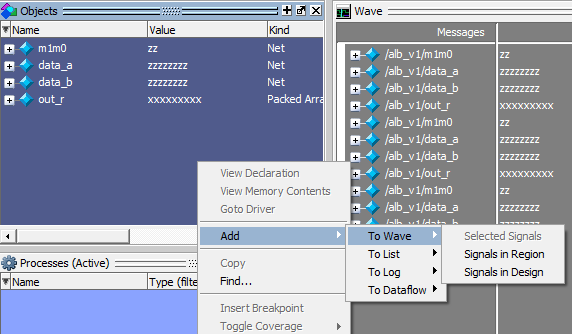 Objects
Name Value Kind
m1m0 zz Net
data_a zzzzzzzz Net
data_b zzzzzzzz Net
out_r xxxxxxxxx Packed Arra
Processes (Active)
Name Type (filte
View Declaration
View Memory Contents
Goto Driver
Add
Copy
Find...
Insert Breakpoint
Toggle Coverage
To Wave
To List
To Log
To Dataflow
Selected Signals
Signals in Region
Signals in Design
Wave
Messages
/alb_v1/m1m0 zz
/alb_v1/data_a zzzzzzzz
/alb_v1/data_b zzzzzzzz
/alb_v1/out_r xxxxxxxxx
/alb_v1/m1m0 zz
/alb_v1/data_a zzzzzzzz
/alb_v1/data_b zzzzzzzz
/alb_v1/out_r xxxxxxxxx
/alb_v1/m1m0 zz
/alb_v1/data_a zzzzzzzz